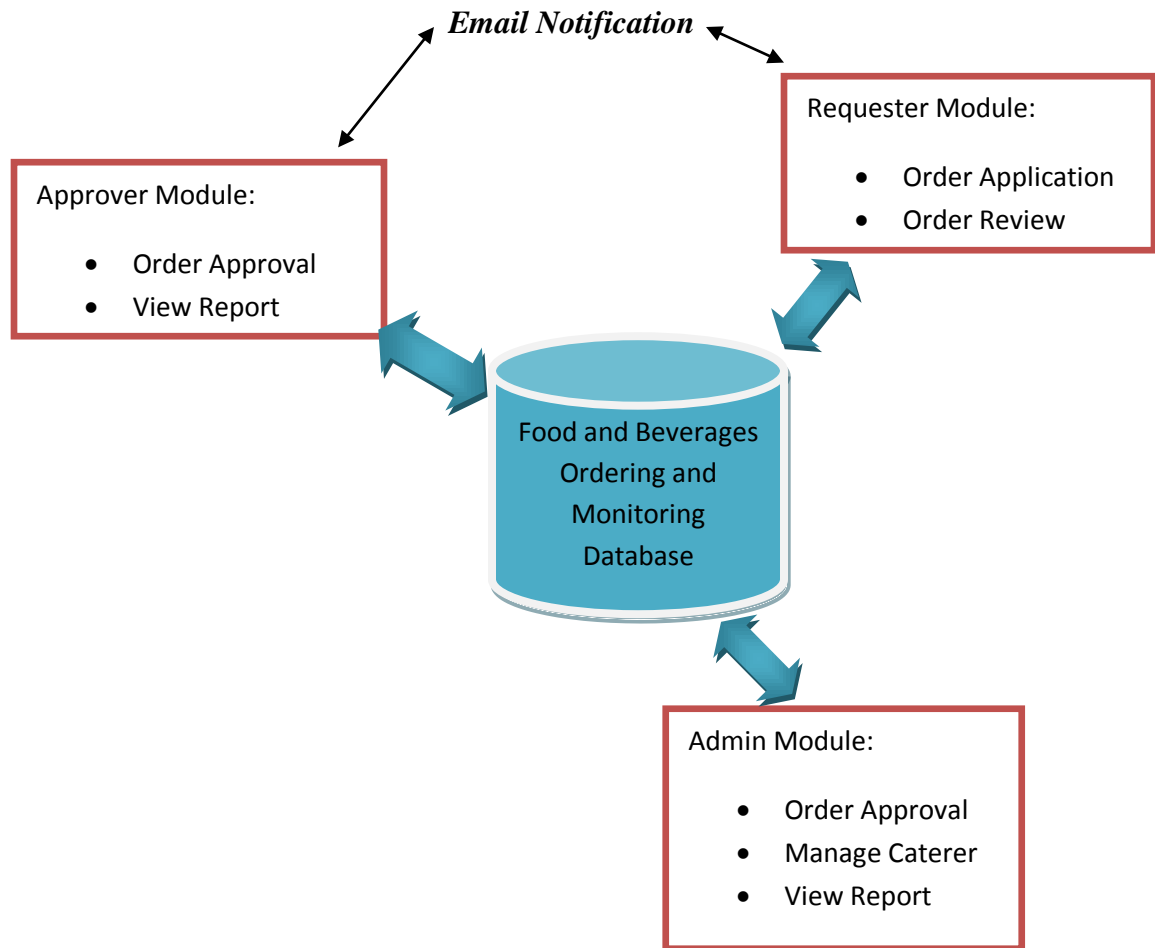 Email Notification
Requester Module:
• Order Application
• Order Review
Approver Module:
• Order Approval
• View Report
Food and Beverages
Ordering and
Monitoring
Database
Admin Module:
• Order Approval
• Manage Caterer
• View Report